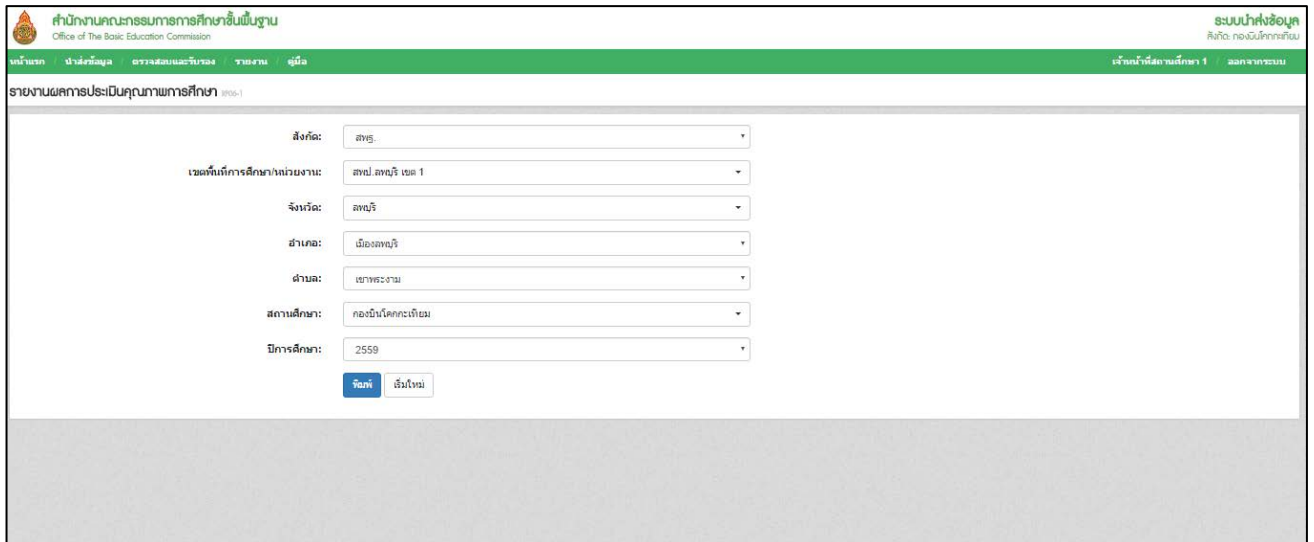 สำนักงานคณะกรรมการการศึกษาขั้นพื้นฐาน
Office of The Basic Education Commission
ระบบนำส่งข้อมูล
สังกัด: กองบินโคกกะเทียม
หน้าแรก / นำส่งข้อมูล / ตรวจสอบและรับรอง / รายงาน / คู่มือ
เจ้าหน้าที่สถานศึกษา 1 / ออกจากระบบ
รายงานผลการประเมินคุณภาพการศึกษา
สังกัด: สพฐ.
เขตพื้นที่การศึกษา/หน่วยงาน: สพป.ลพบุรี เขต 1
จังหวัด: ลพบุรี
อำเภอ: เมืองลพบุรี
ตำบล: เขาพระงาม
สถานศึกษา: กองบินโคกกะเทียม
ปีการศึกษา: 2559
พิมพ์ เริ่มใหม่